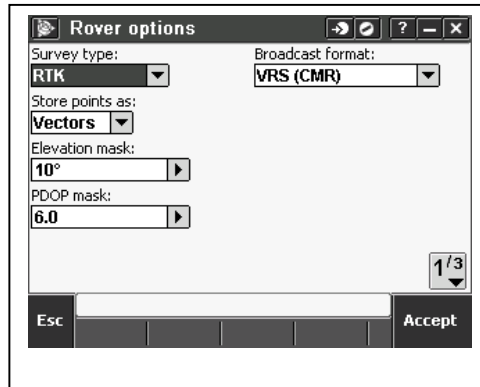 Rover options ? – ×
Survey type: Broadcast format:
RTK VRS (CMR)
Store points as:
Vectors
Elevation mask:
10°
PDOP mask:
6.0
1/3
Esc Accept